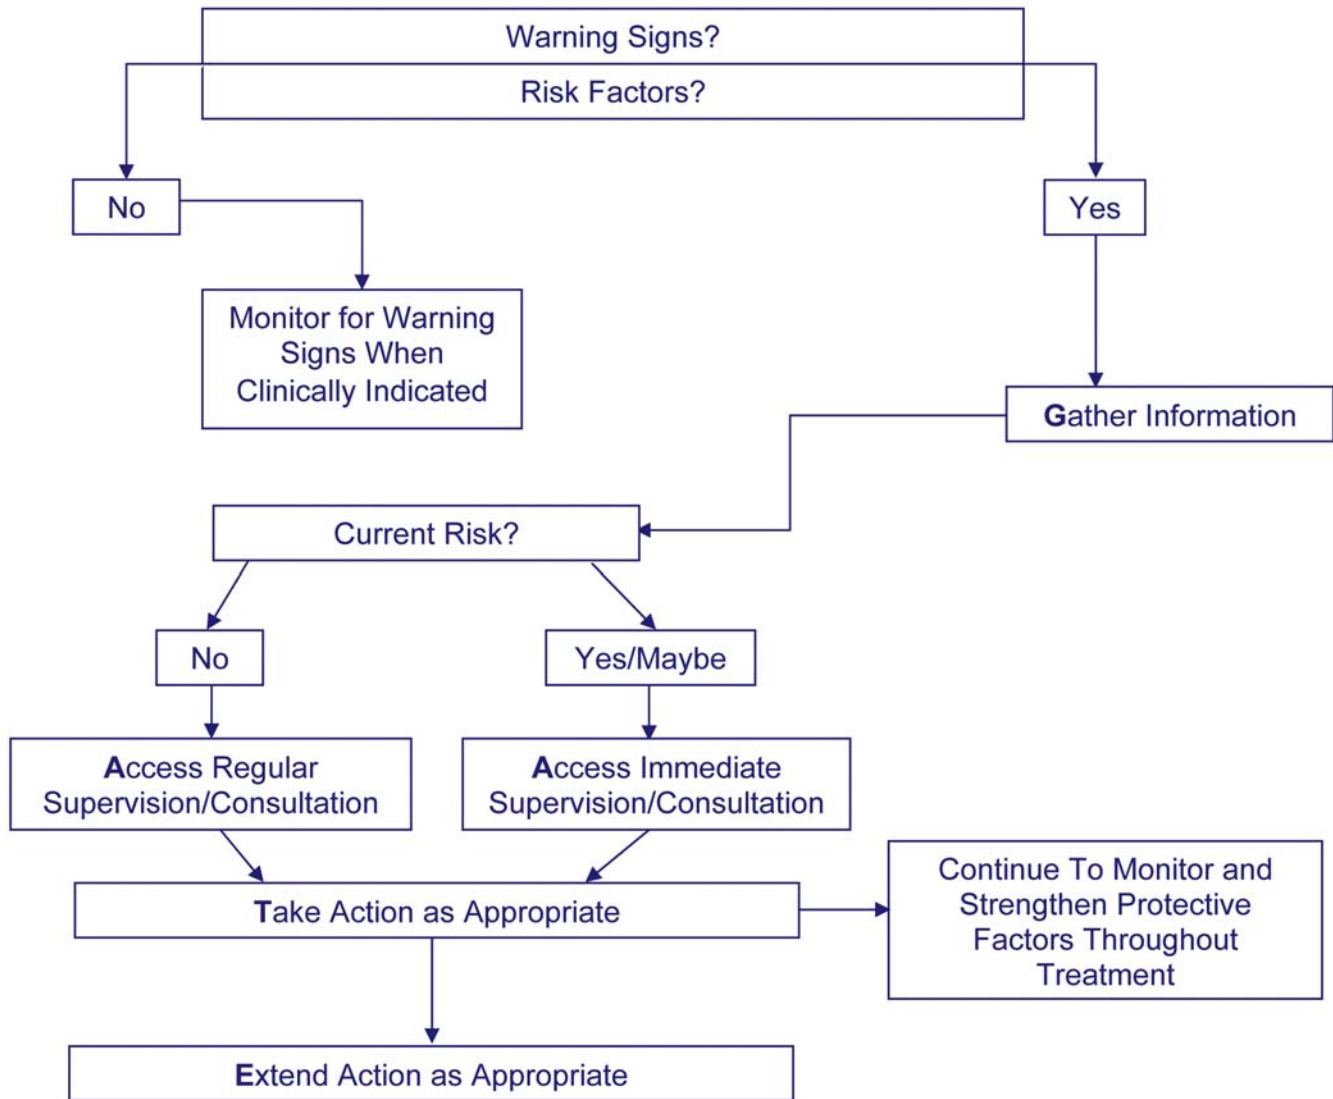 Warning Signs?
Risk Factors?
No
Yes
Monitor for Warning
Signs When
Clinically Indicated
Gather Information
Current Risk?
No
Yes/Maybe
Access Regular
Supervision/Consultation
Access Immediate
Supervision/Consultation
Take Action as Appropriate
Continue To Monitor and
Strengthen Protective
Factors Throughout
Treatment
Extend Action as Appropriate